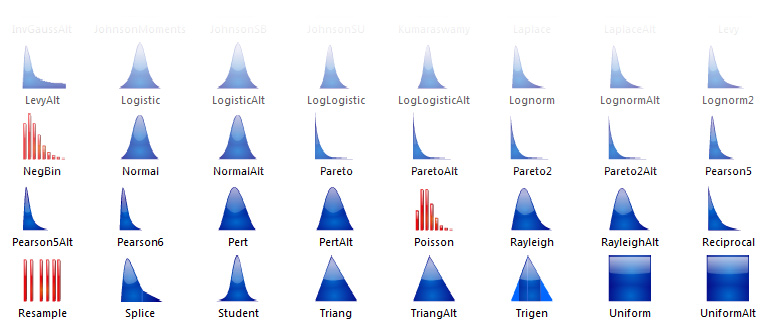 InvGaussAlt JohnsonMoments JohnsonSB JohnsonSU Kumaraswamy Laplace LaplaceAlt Levy
LevyAlt Logistic LogisticAlt LogLogistic LogLogisticAlt Lognorm LognormAlt Lognorm2
NegBin Normal NormalAlt Pareto ParetoAlt Pareto2 Pareto2Alt Pearson5
Pearson5Alt Pearson6 Pert PertAlt Poisson Rayleigh RayleighAlt Reciprocal
Resample Splice Student Triang TriangAlt Trigen Uniform UniformAlt